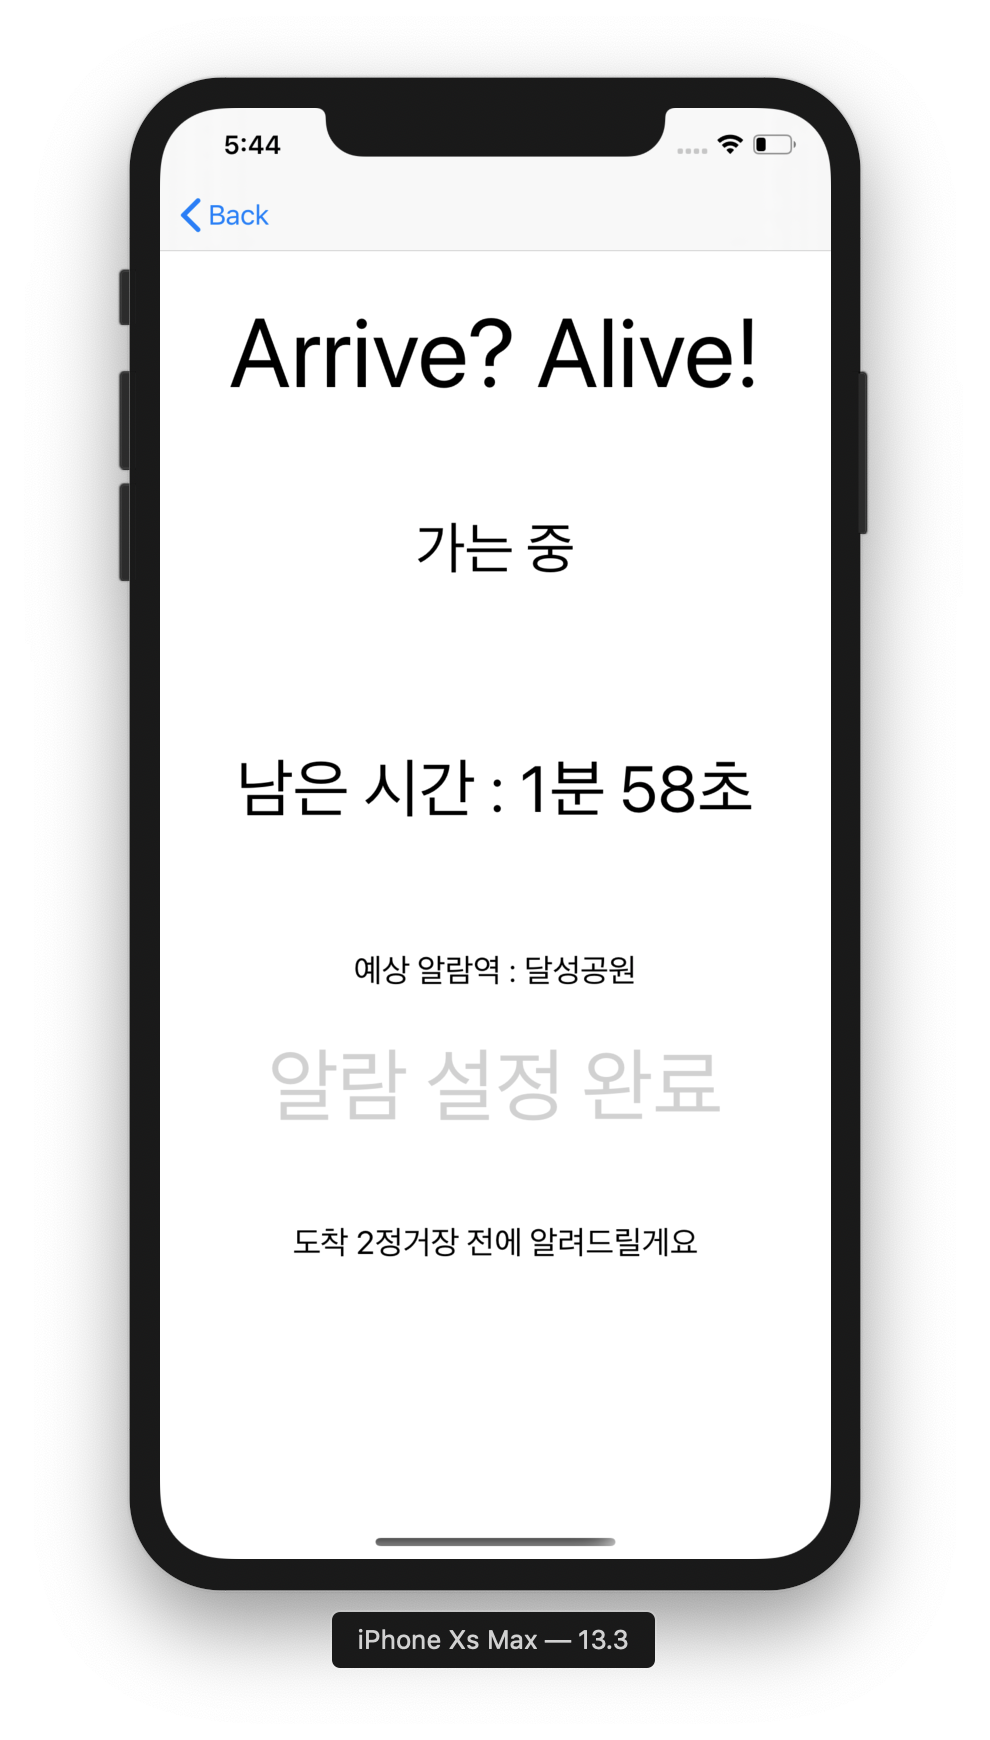 5:44
Back
Arrive? Alive!
가는 중
남은 시간 : 1분 58초
예상 알람역 : 달성공원
알람 설정 완료
도착 2정거장 전에 알려드릴게요
iPhone Xs Max — 13.3